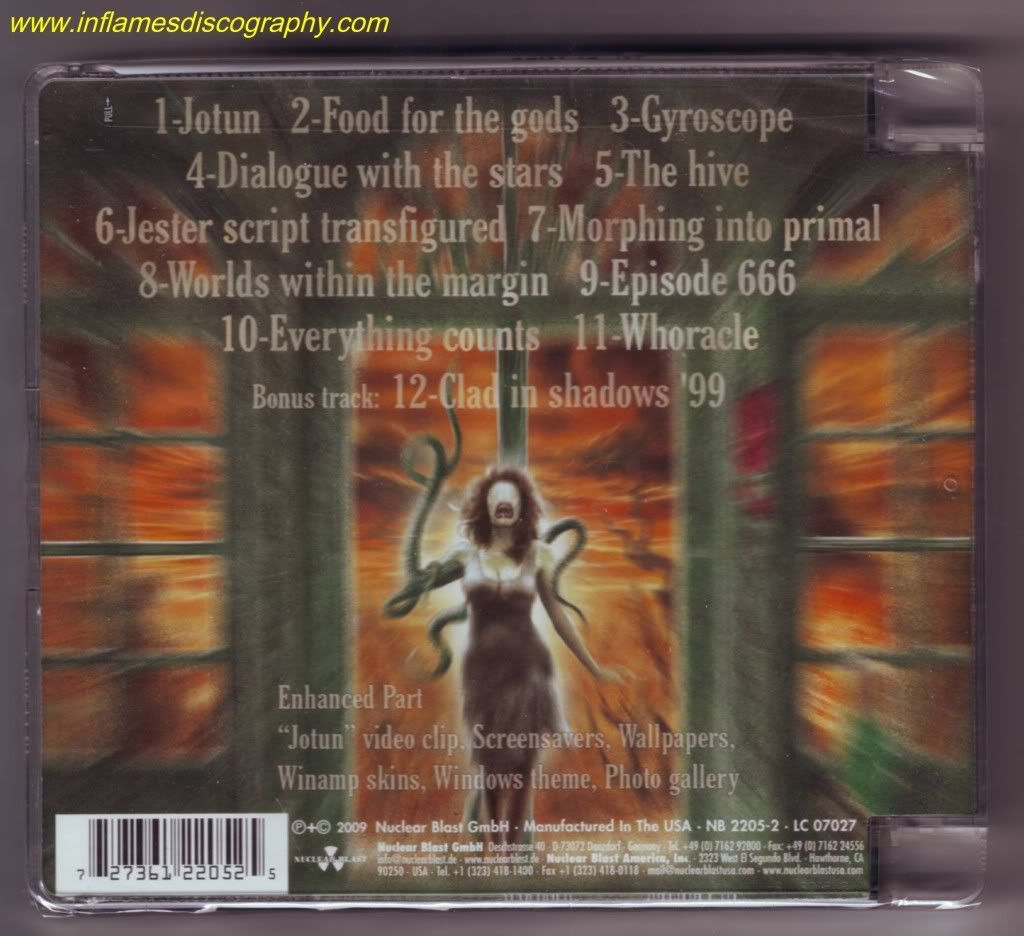 www.inflamesdiscography.com
PULL
1-Jotun 2-Food for the gods 3-Gyroscope
4-Dialogue with the stars 5-The hive
6-Jester script transfigured 7-Morphing into primal
8-Worlds within the margin 9-Episode 666
10-Everything counts 11-Whoracle
Bonus track: 12-Clad in shadows '99
Enhanced Part
“Jotun” video clip, Screensavers, Wallpapers,
Winamp skins, Windows theme, Photo gallery
℗+© 2009 Nuclear Blast GmbH · Manufactured In The USA · NB 2205-2 · LC 07027
NUCLEAR BLAST
Nuclear Blast GmbH Oeschstrasse 40 · D-73072 Donzdorf · Germany · Tel. +49 (0) 7162 92800 · Fax: +49 (0) 7162 24556
info@nuclearblast.de · www.nuclearblast.de · Nuclear Blast America, Inc · 2323 West El Segundo Blvd. · Hawthorne, CA
90250 · USA · Tel. +1 (323) 418-1400 · Fax +1 (323) 418-0118 · mail@nuclearblastusa.com · www.nuclearblastusa.com
7 27361 22052 5